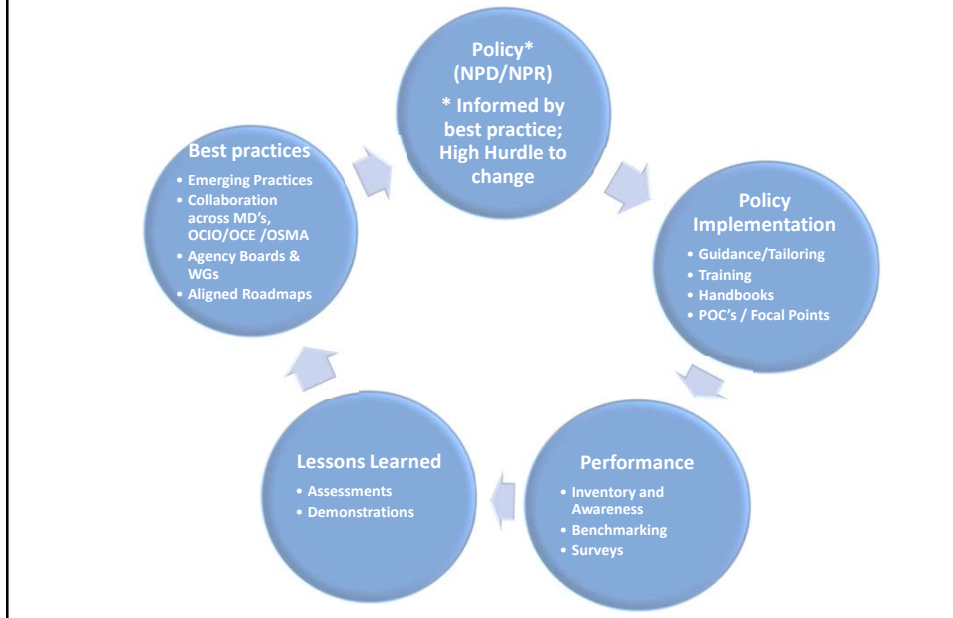 Policy*
(NPD/NPR)
* Informed by
best practice;
High Hurdle to
change
Policy
Implementation
• Guidance/Tailoring
• Training
• Handbooks
• POC's / Focal Points
Performance
• Inventory and
Awareness
• Benchmarking
• Surveys
Lessons Learned
• Assessments
• Demonstrations
Best practices
• Emerging Practices
• Collaboration
across MD's,
OCIO/OCE /OSMA
• Agency Boards &
WGs
• Aligned Roadmaps